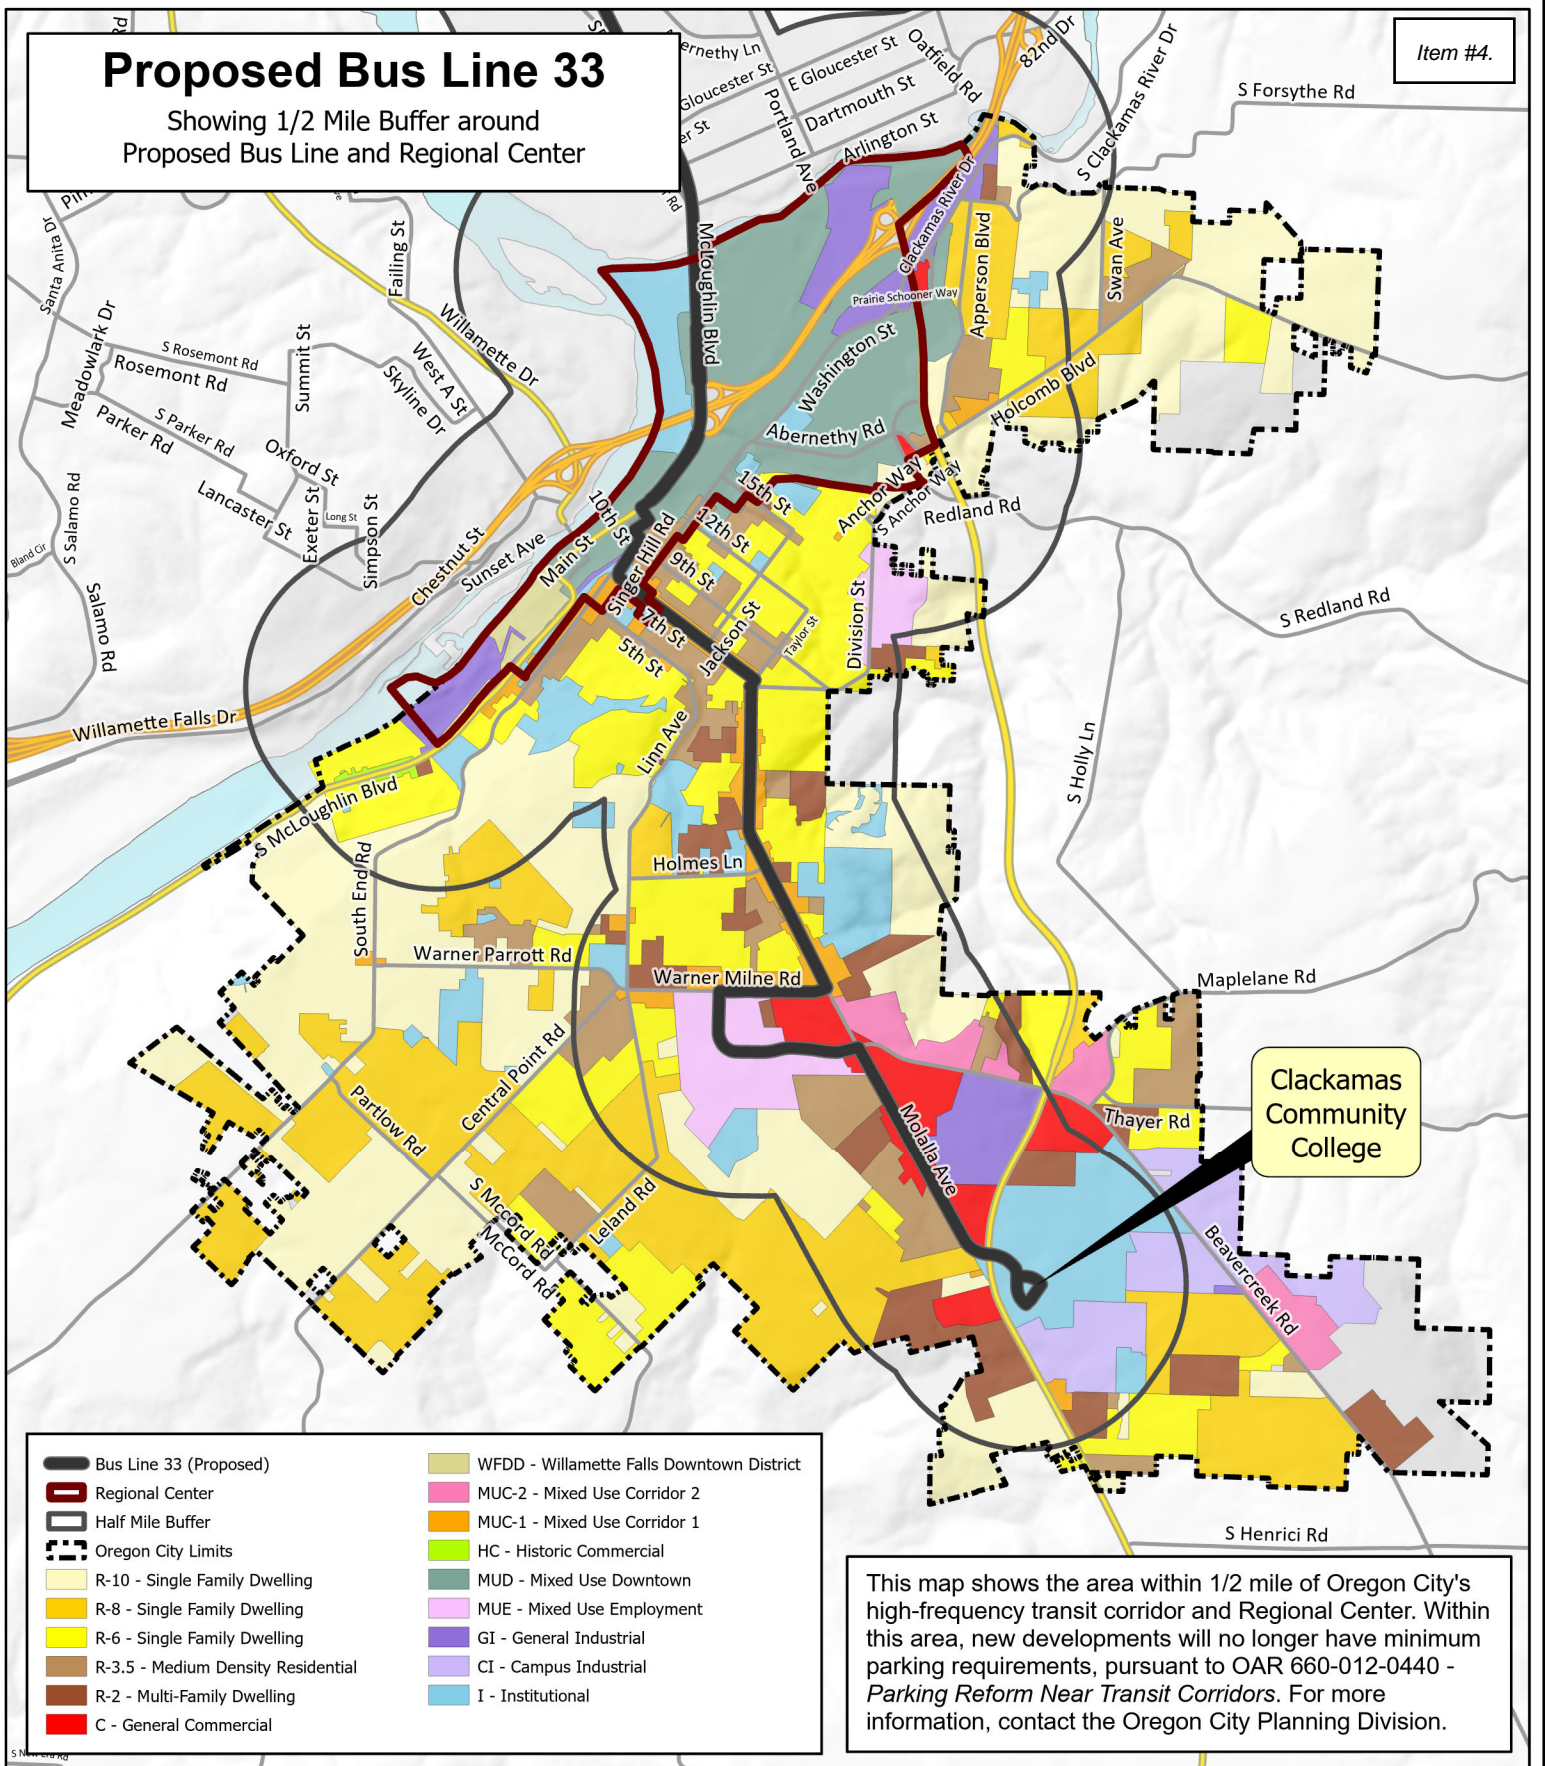 Proposed Bus Line 33
Showing 1/2 Mile Buffer around
Proposed Bus Line and Regional Center
Item #4.
Rd
E Gloucester St
Gloucester St
Oatfield Rd
82nd Dr
S Clackamas River Dr
S Forsythe Rd
Dartmouth St
Portland Ave
Arlington St
Rd
Clackamas River Dr
Santa Anita Dr
Failing St
McLoughlin Blvd
Apperson Blvd
Swan Ave
Prairie Schooner Way
Meadowlark Dr
S Rosemont Rd
Rosemont Rd
Summit St
Willamette Dr
West A St
Skyline Dr
Washington St
Holcomb Blvd
Parker Rd
S Parker Rd
Oxford St
Abernethy Rd
Anchor Way
S Anchor Way
Redland Rd
Lancaster St
Exeter St
Long St
Simpson St
S Salamo Rd
Bland Cir
Salamo Rd
Chestnut St
Sunset Ave
Main St
10th St
Singer Hill Rd
15th St
12th St
9th St
7th St
5th St
Jackson St
Taylor St
Division St
S Redland Rd
Willamette Falls Dr
Linn Ave
S Holly Ln
S McLoughlin Blvd
South End Rd
Holmes Ln
Warner Parrott Rd
Warner Milne Rd
Maplelane Rd
Central Point Rd
Partlow Rd
Molalla Ave
Thayer Rd
Clackamas
Community
College
S Mccord Rd
McCord Rd
Leland Rd
Beavercreek Rd
S Henrici Rd
Bus Line 33 (Proposed)
Regional Center
Half Mile Buffer
Oregon City Limits
R-10 - Single Family Dwelling
R-8 - Single Family Dwelling
R-6 - Single Family Dwelling
R-3.5 - Medium Density Residential
R-2 - Multi-Family Dwelling
C - General Commercial
WFDD - Willamette Falls Downtown District
MUC-2 - Mixed Use Corridor 2
MUC-1 - Mixed Use Corridor 1
HC - Historic Commercial
MUD - Mixed Use Downtown
MUE - Mixed Use Employment
GI - General Industrial
CI - Campus Industrial
I - Institutional
This map shows the area within 1/2 mile of Oregon City's
high-frequency transit corridor and Regional Center. Within
this area, new developments will no longer have minimum
parking requirements, pursuant to OAR 660-012-0440 -
Parking Reform Near Transit Corridors. For more
information, contact the Oregon City Planning Division.